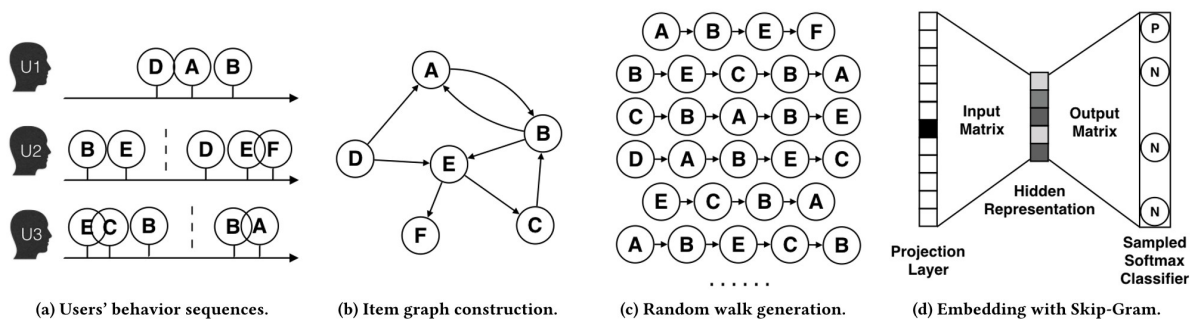 U1
D A B
U2
B E D E F
U3
E C B B A
(a) Users' behavior sequences.
A
B
D
E
C
F
(b) Item graph construction.
A B E F
B E C B A
C B A B E
D A B E C
E C B A
A B E C B
......
(c) Random walk generation.
P
N
Input
Matrix
Output
Matrix
N
Hidden
Representation
N
Projection
Layer
Sampled
Softmax
Classifier
(d) Embedding with Skip-Gram.